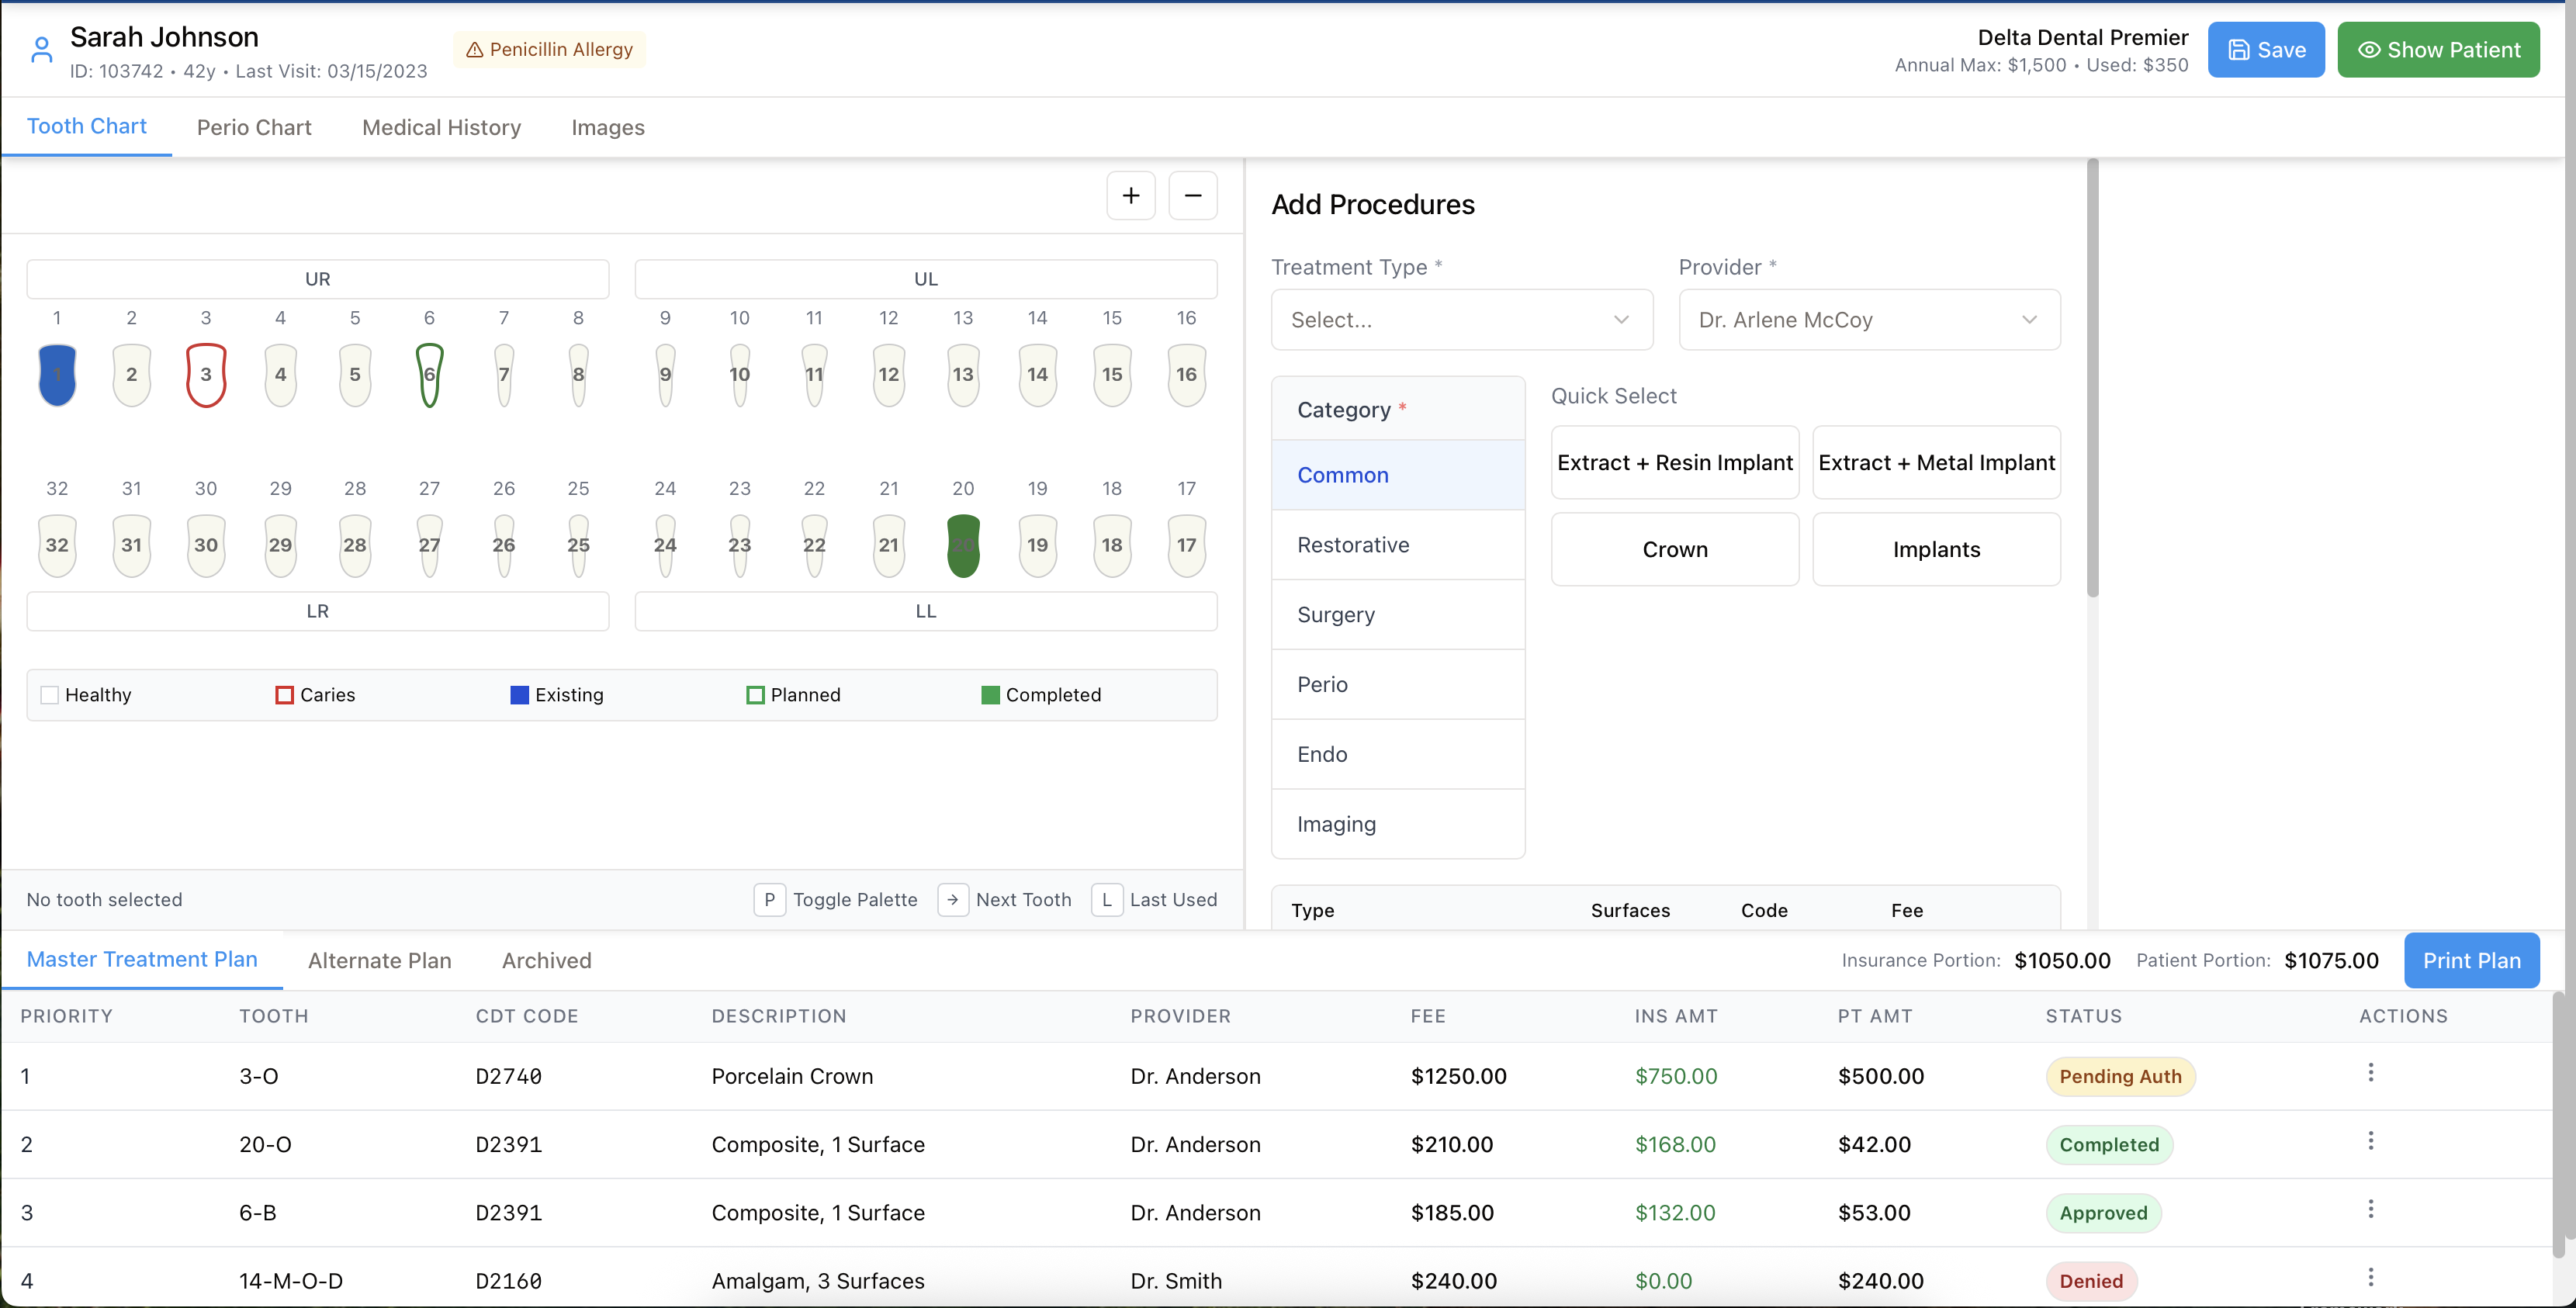 Sarah Johnson
ID: 103742 • 42y • Last Visit: 03/15/2023
Penicillin Allergy
Delta Dental Premier
Annual Max: $1,500 • Used: $350
Save
Show Patient
Tooth Chart Perio Chart Medical History Images
+ −
UR UL
1 2 3 4 5 6 7 8 9 10 11 12 13 14 15 16
1 2 3 4 5 6 7 8 9 10 11 12 13 14 15 16
32 31 30 29 28 27 26 25 24 23 22 21 20 19 18 17
32 31 30 29 28 27 26 25 24 23 22 21 20 19 18 17
LR LL
Healthy Caries Existing Planned Completed
No tooth selected P Toggle Palette → Next Tooth L Last Used
Add Procedures
Treatment Type * Provider *
Select... Dr. Arlene McCoy
Category *
Common
Restorative
Surgery
Perio
Endo
Imaging
Quick Select
Extract + Resin Implant Extract + Metal Implant
Crown Implants
Type Surfaces Code Fee
Master Treatment Plan Alternate Plan Archived Insurance Portion: $1050.00 Patient Portion: $1075.00 Print Plan
PRIORITY TOOTH CDT CODE DESCRIPTION PROVIDER FEE INS AMT PT AMT STATUS ACTIONS
1 3-O D2740 Porcelain Crown Dr. Anderson $1250.00 $750.00 $500.00 Pending Auth
2 20-O D2391 Composite, 1 Surface Dr. Anderson $210.00 $168.00 $42.00 Completed
3 6-B D2391 Composite, 1 Surface Dr. Anderson $185.00 $132.00 $53.00 Approved
4 14-M-O-D D2160 Amalgam, 3 Surfaces Dr. Smith $240.00 $0.00 $240.00 Denied